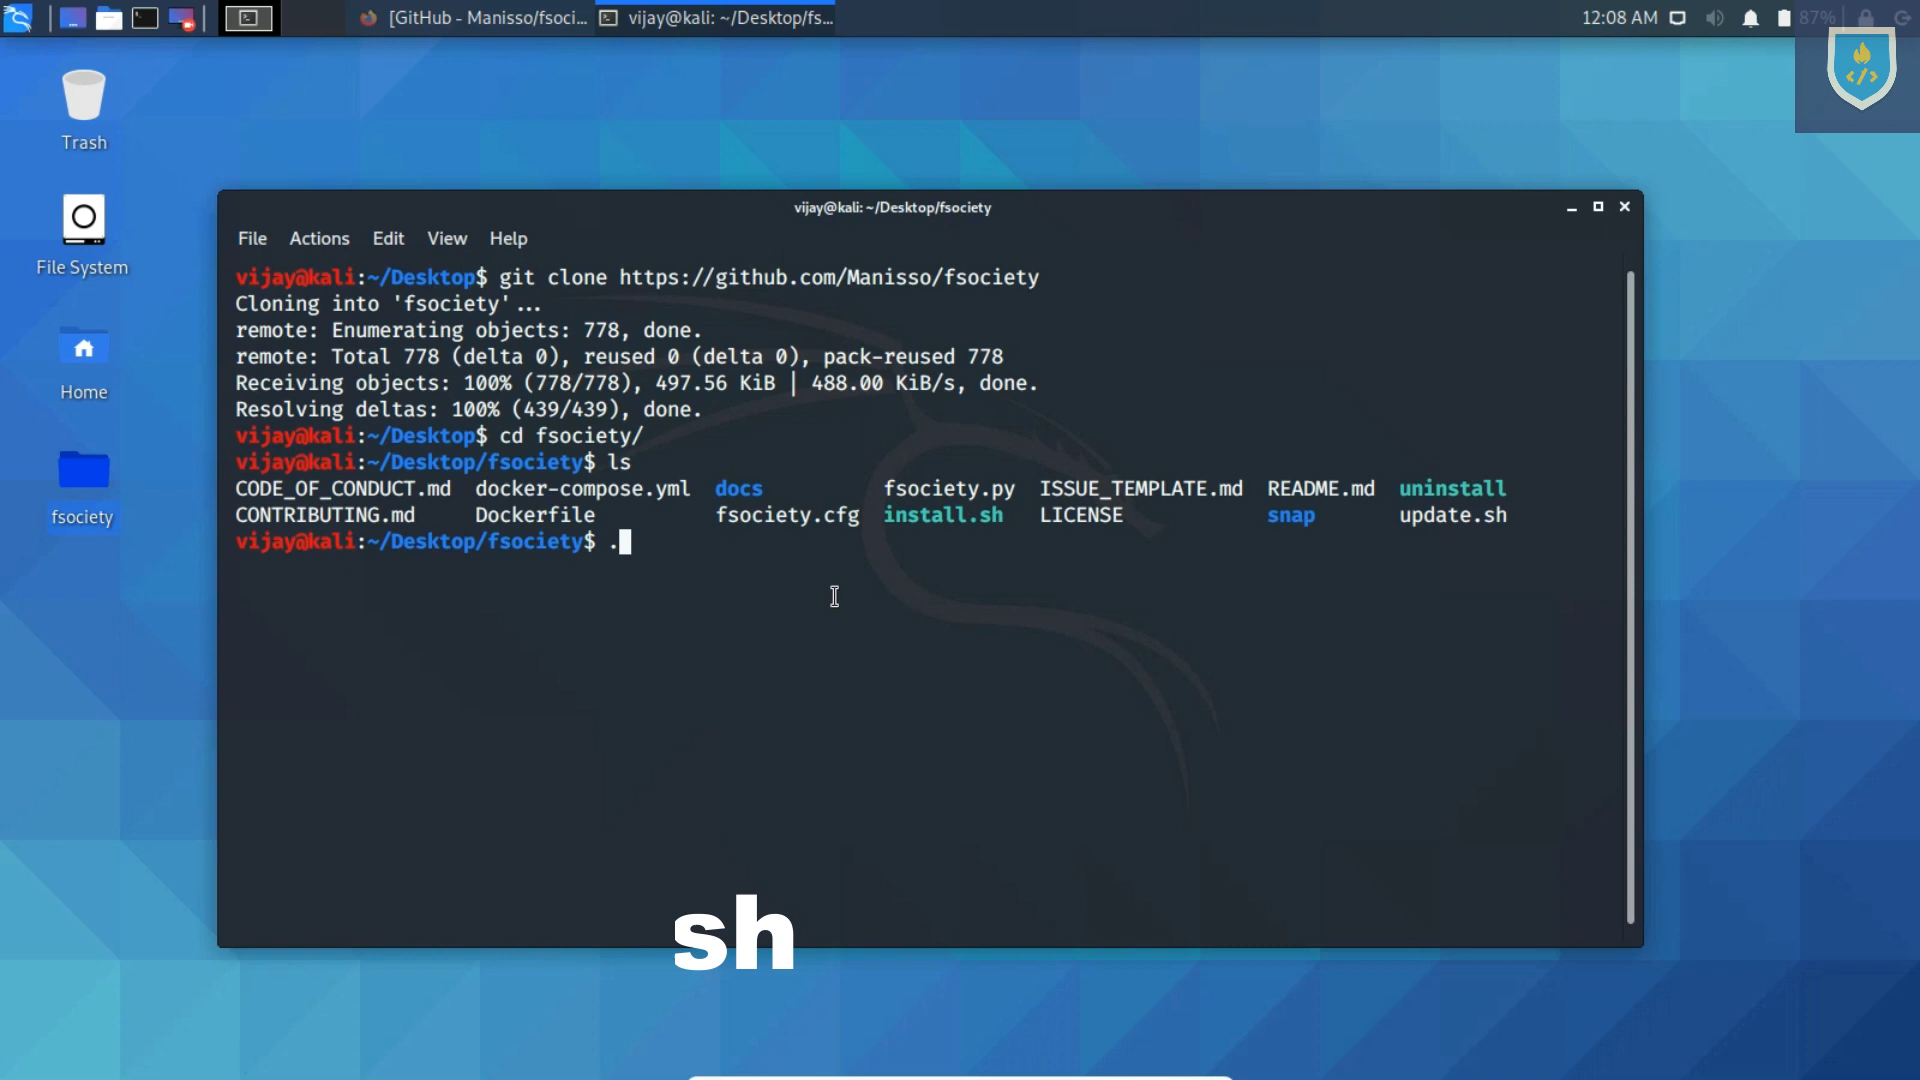 [GitHub - Manisso/fsoci...
vijay@kali: ~/Desktop/fs...
12:08 AM
87%
Trash
File System
Home
fsociety
vijay@kali: ~/Desktop/fsociety
File Actions Edit View Help
vijay@kali:~/Desktop$ git clone https://github.com/Manisso/fsociety
Cloning into 'fsociety'...
remote: Enumerating objects: 778, done.
remote: Total 778 (delta 0), reused 0 (delta 0), pack-reused 778
Receiving objects: 100% (778/778), 497.56 KiB | 488.00 KiB/s, done.
Resolving deltas: 100% (439/439), done.
vijay@kali:~/Desktop$ cd fsociety/
vijay@kali:~/Desktop/fsociety$ ls
CODE_OF_CONDUCT.md docker-compose.yml docs fsociety.py ISSUE_TEMPLATE.md README.md uninstall
CONTRIBUTING.md Dockerfile fsociety.cfg install.sh LICENSE snap update.sh
vijay@kali:~/Desktop/fsociety$ .
sh